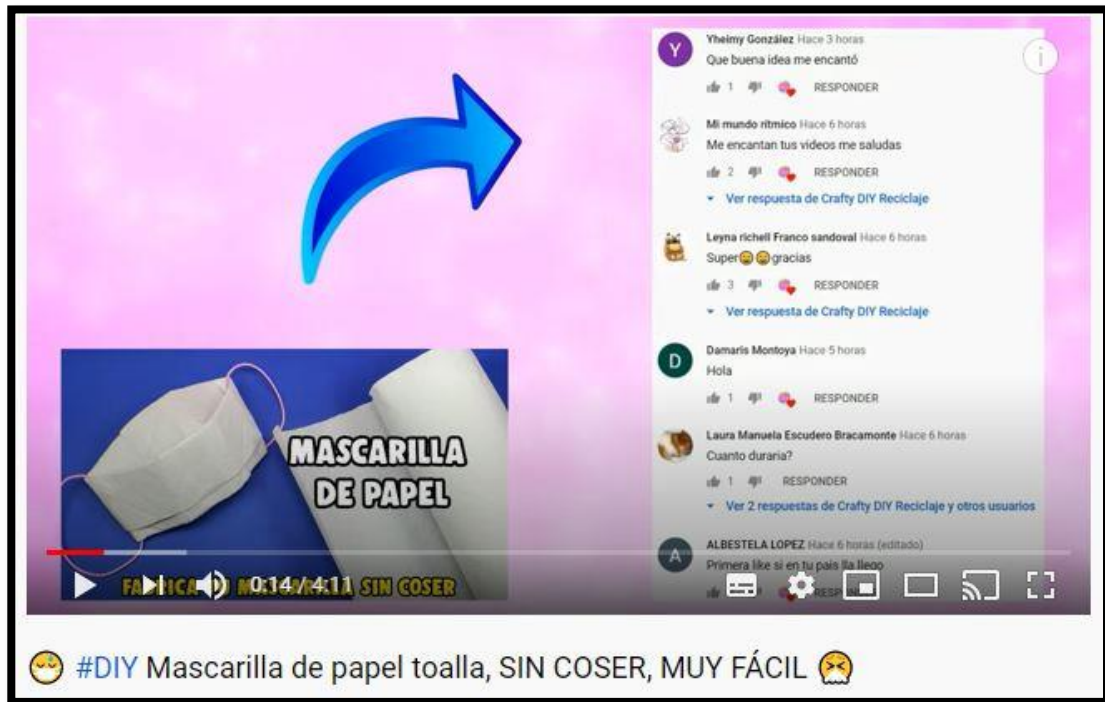 Yheimy González Hace 3 horas
Que buena idea me encantó
1 RESPONDER
Mi mundo rítmico Hace 6 horas
Me encantan tus videos me saludas
2 RESPONDER
Ver respuesta de Crafty DIY Reciclaje
Leyna richell Franco sandoval Hace 6 horas
Super gracias
3 RESPONDER
Ver respuesta de Crafty DIY Reciclaje
Damaris Montoya Hace 5 horas
Hola
1 RESPONDER
Laura Manuela Escudero Bracamonte Hace 6 horas
Cuanto duraria?
1 RESPONDER
Ver 2 respuestas de Crafty DIY Reciclaje y otros usuarios
ALBESTELA LOPEZ Hace 6 horas (editado)
Primera like si en tu pais lla llego
Y
D
A
i
MASCARILLA
DE PAPEL
SIN COSER
0:14 / 4:11
#DIY Mascarilla de papel toalla, SIN COSER, MUY FÁCIL